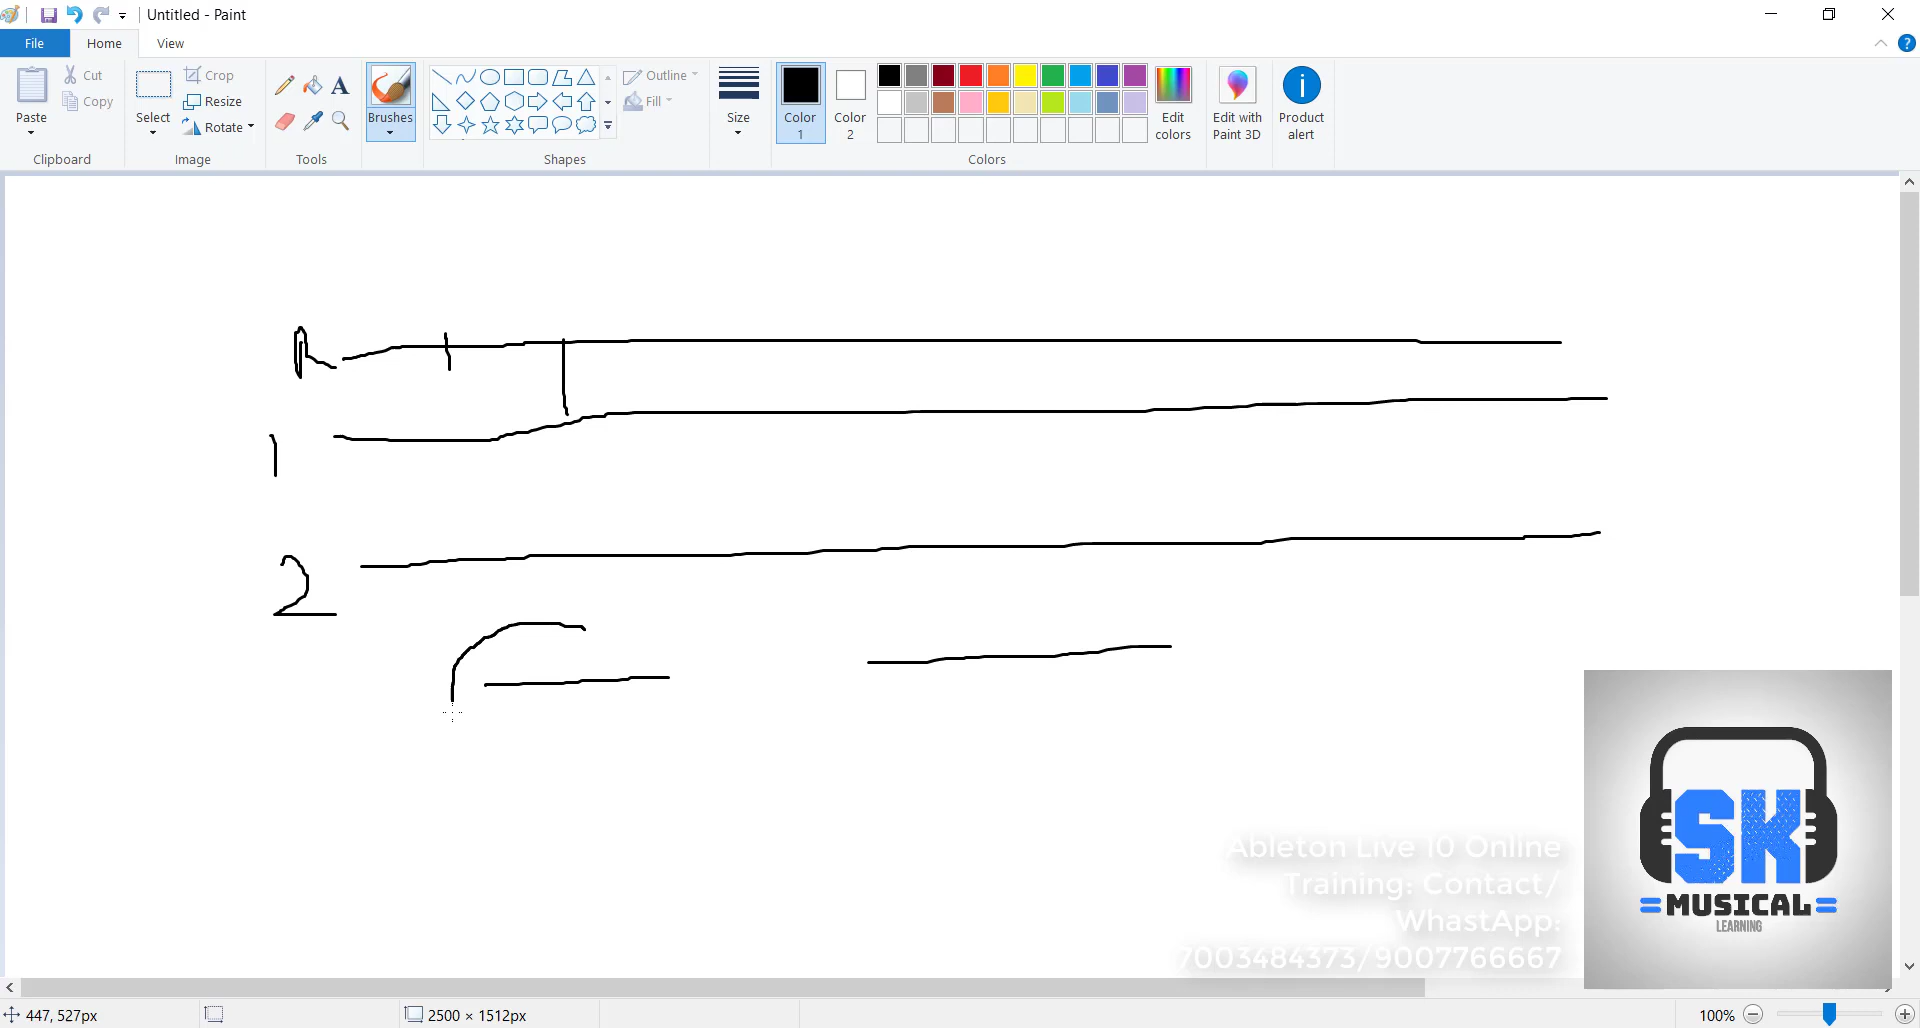 Untitled - Paint
File Home View
Paste
Cut
Copy
Clipboard
Select
Crop
Resize
Rotate
Image
Tools
Brushes
Shapes
Outline
Fill
Size
Color 1
Color 2
Edit colors
Colors
Edit with Paint 3D
Product alert
1
2
Ableton Live 10 Online
Training: Contact/
WhastApp:
7003484373/9007766667
SK
MUSICAL
LEARNING
447, 527px
2500 × 1512px
100%